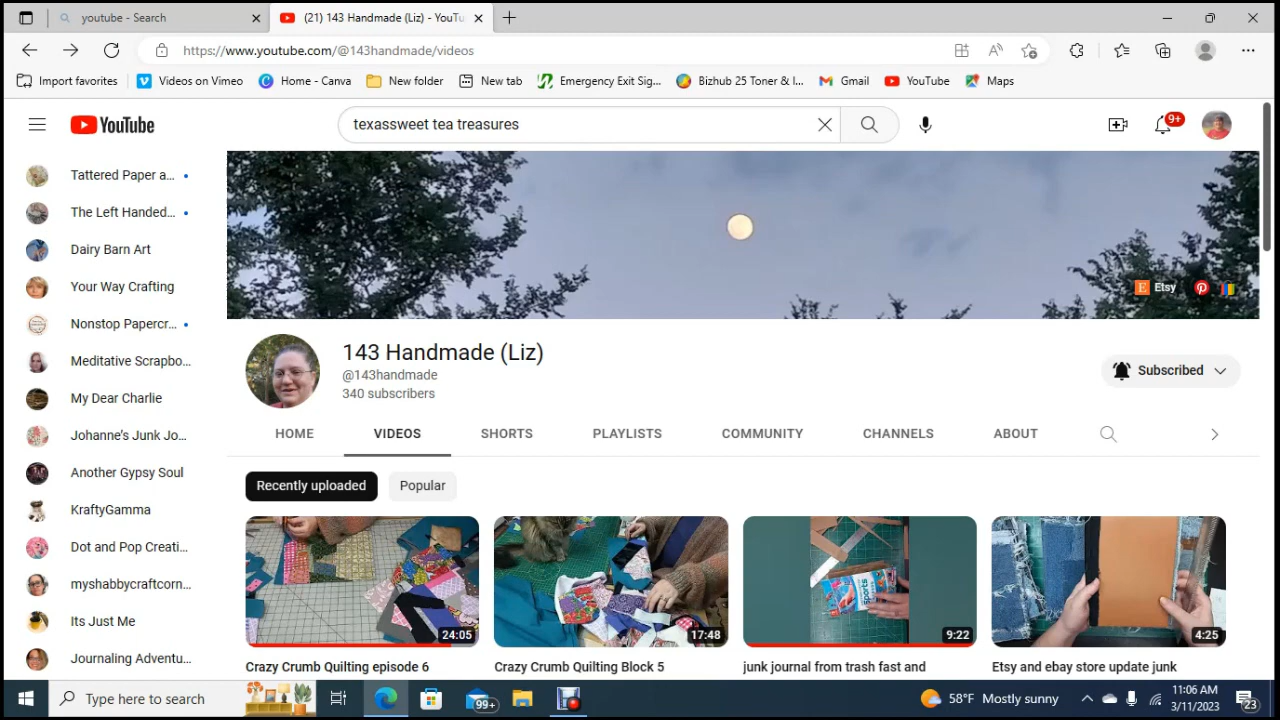 youtube - Search
(21) 143 Handmade (Liz) - YouTu
https://www.youtube.com/@143handmade/videos
Import favorites Videos on Vimeo Home - Canva New folder New tab Emergency Exit Sig... Bizhub 25 Toner & I... Gmail YouTube Maps
YouTube
texassweet tea treasures
9+
Tattered Paper a...
The Left Handed...
Dairy Barn Art
Your Way Crafting
Nonstop Papercr...
Meditative Scrapbo...
My Dear Charlie
Johanne's Junk Jo...
Another Gypsy Soul
KraftyGamma
Dot and Pop Creati...
myshabbycraftcorn...
Its Just Me
Journaling Adventu...
Etsy
143 Handmade (Liz)
@143handmade
340 subscribers
Subscribed
HOME VIDEOS SHORTS PLAYLISTS COMMUNITY CHANNELS ABOUT
Recently uploaded Popular
24:05 17:48 9:22 4:25
Crazy Crumb Quilting episode 6 Crazy Crumb Quilting Block 5 junk journal from trash fast and Etsy and ebay store update junk
Type here to search
99+
58°F Mostly sunny
11:06 AM
3/11/2023
23